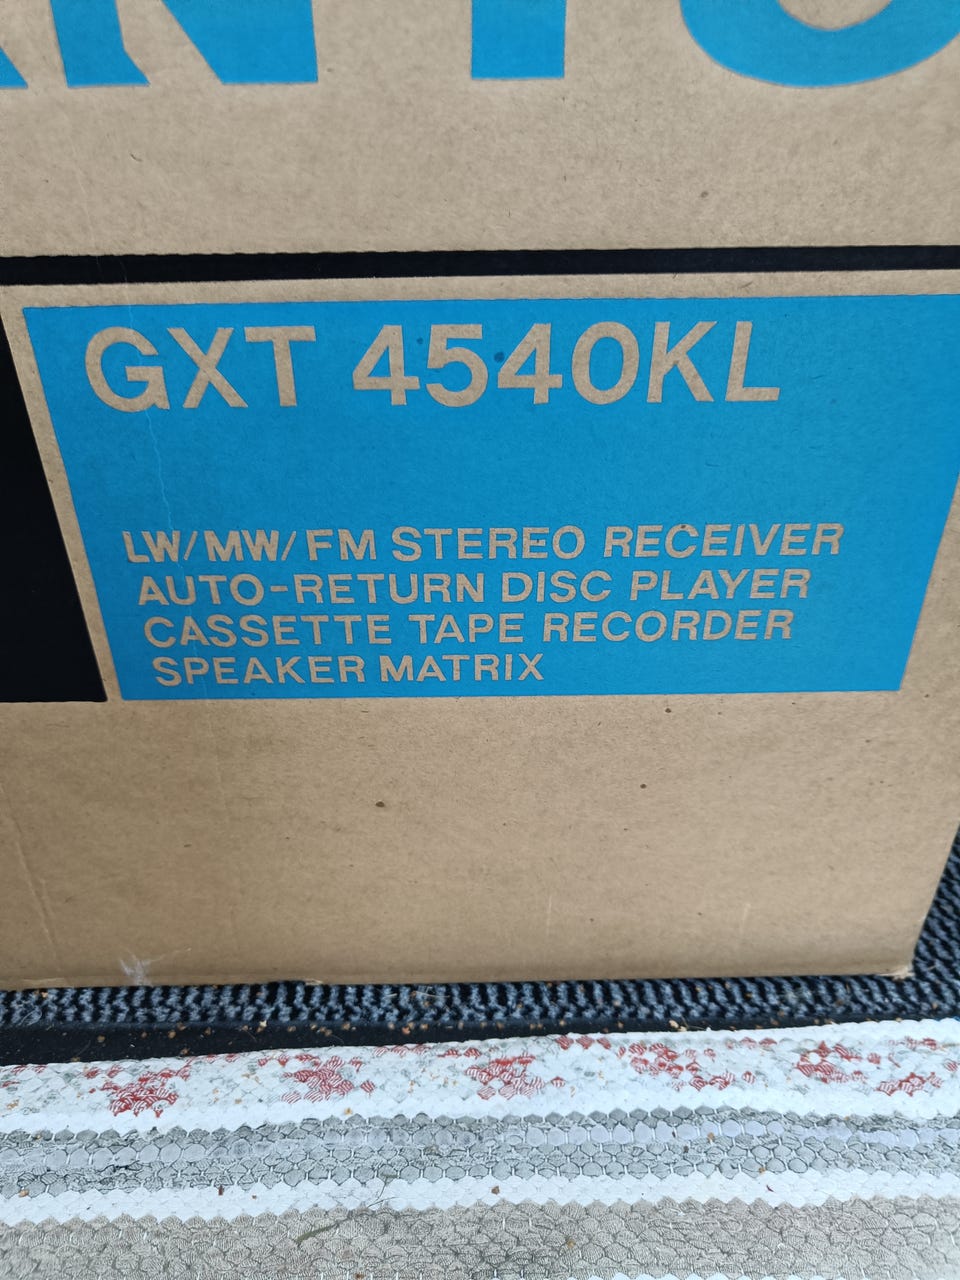 GXT 4540KL
LW/MW/FM STEREO RECEIVER
AUTO-RETURN DISC PLAYER
CASSETTE TAPE RECORDER
SPEAKER MATRIX